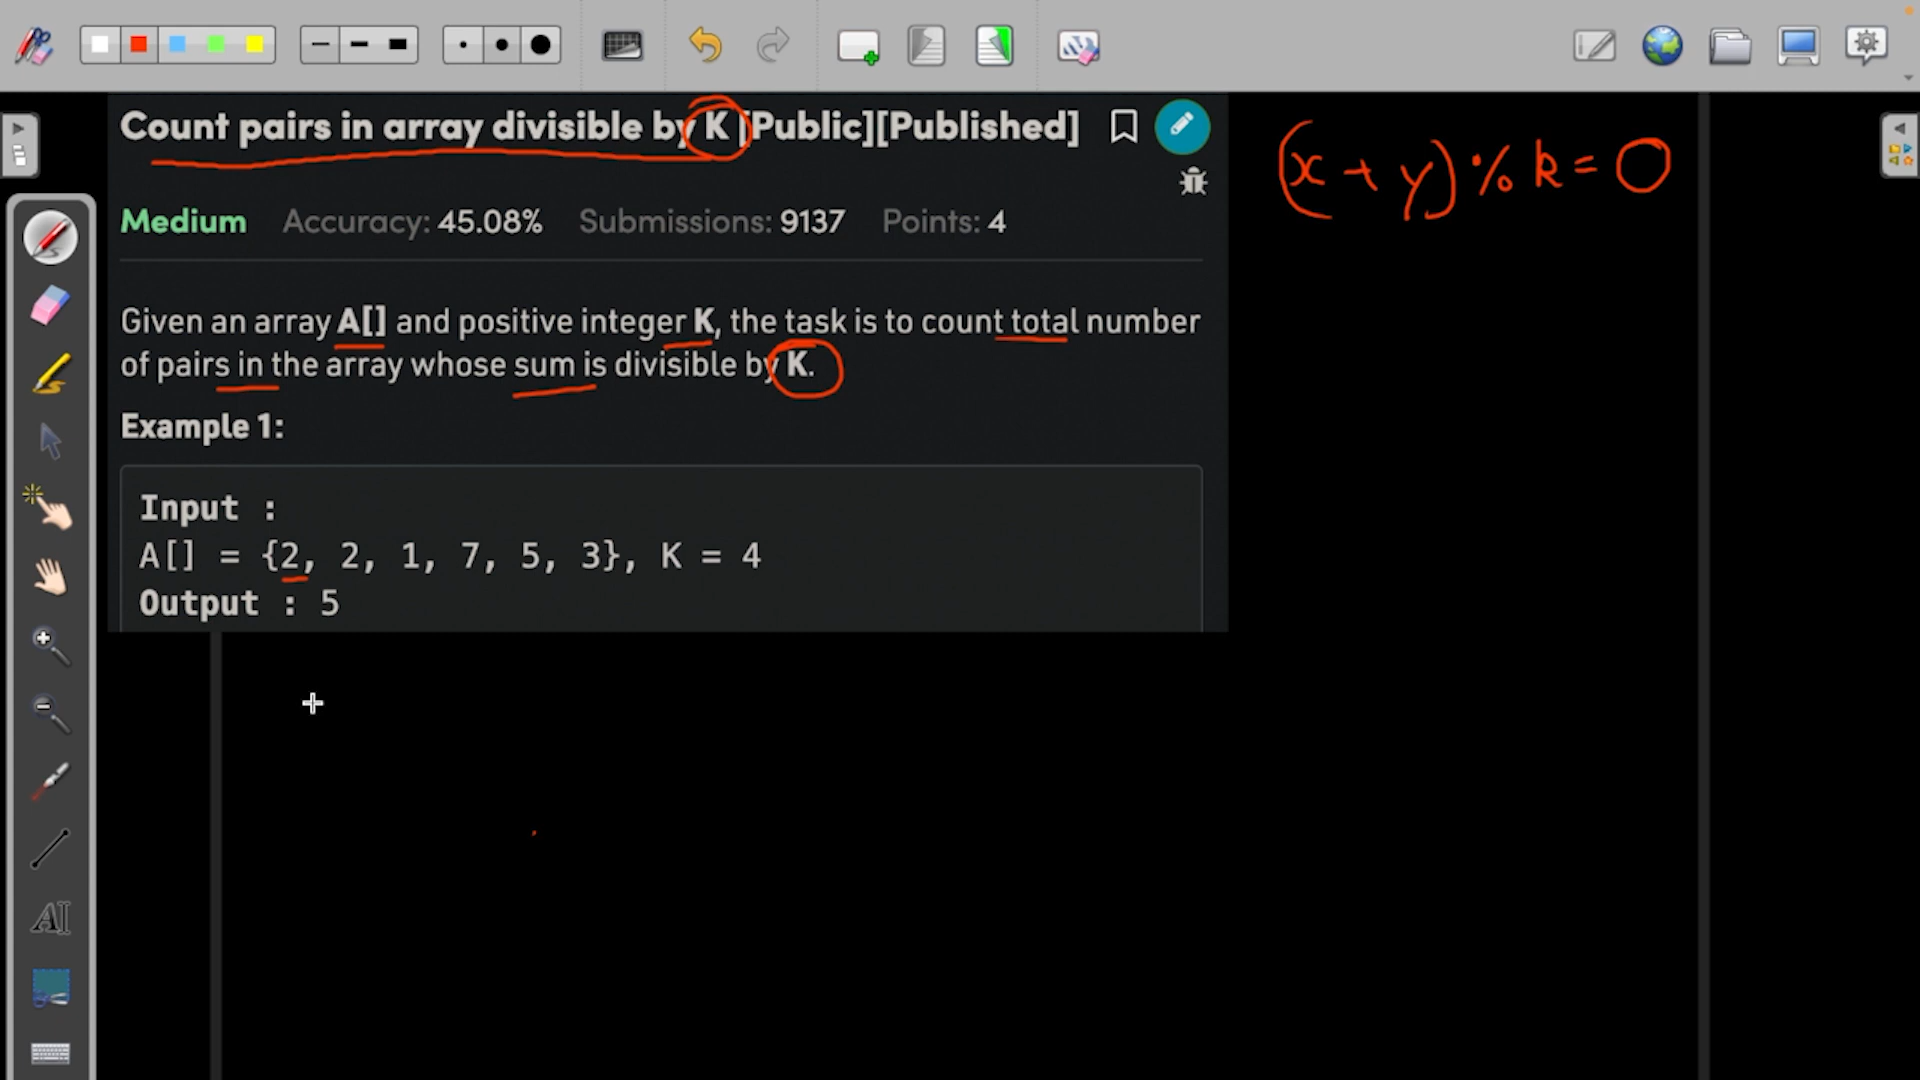 Count pairs in array divisible by K [Public][Published]
(x + y) % k = 0
Medium Accuracy: 45.08% Submissions: 9137 Points: 4
Given an array A[] and positive integer K, the task is to count total number
of pairs in the array whose sum is divisible by K.
Example 1:
Input :
A[] = {2, 2, 1, 7, 5, 3}, K = 4
Output : 5